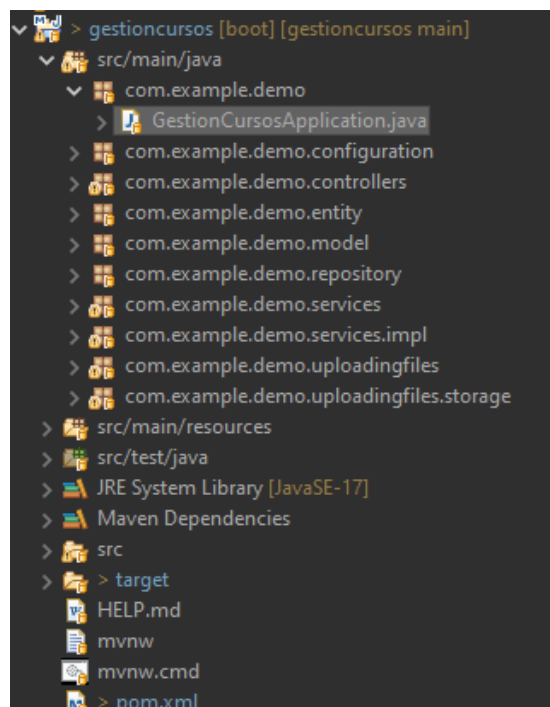 > gestioncursos [boot] [gestioncursos main]
src/main/java
com.example.demo
GestionCursosApplication.java
com.example.demo.configuration
com.example.demo.controllers
com.example.demo.entity
com.example.demo.model
com.example.demo.repository
com.example.demo.services
com.example.demo.services.impl
com.example.demo.uploadingfiles
com.example.demo.uploadingfiles.storage
src/main/resources
src/test/java
JRE System Library [JavaSE-17]
Maven Dependencies
src
> target
HELP.md
mvnw
mvnw.cmd
> pom.xml